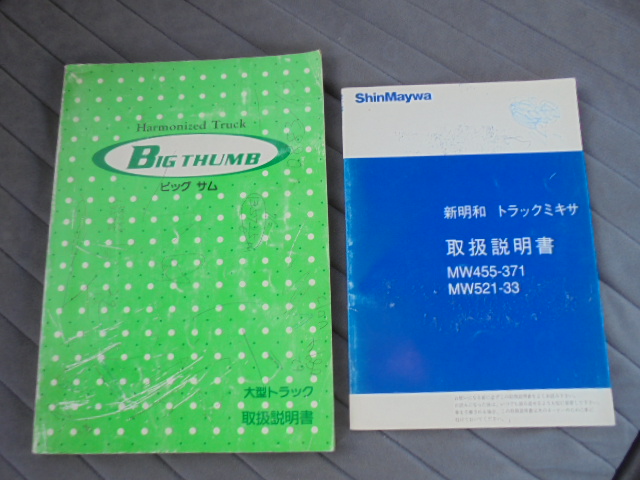 Harmonized Truck
BIG THUMB
ビッグ サム
大型トラック
取扱説明書
ShinMaywa
新明和 トラックミキサ
取扱説明書
MW455-371
MW521-33